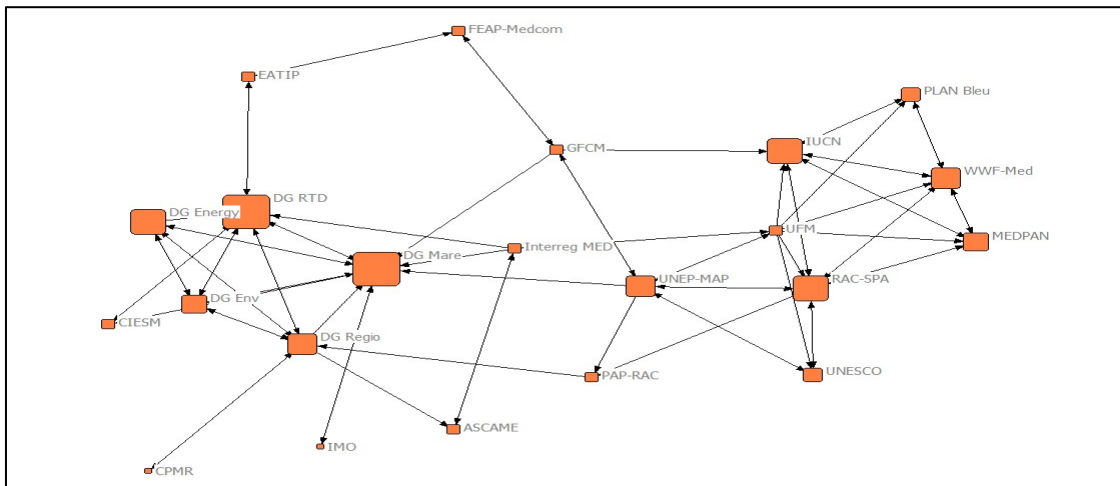 FEAP-Medcom
EATIP
PLAN Bleu
IUCN
GFCM
WWF-Med
DG RTD
DG Energy
UFM
MEDPAN
Interreg MED
DG Mare
UNEP-MAP
RAC-SPA
DG Env
CIESM
DG Regio
UNESCO
PAP-RAC
ASCAME
IMO
CPMR